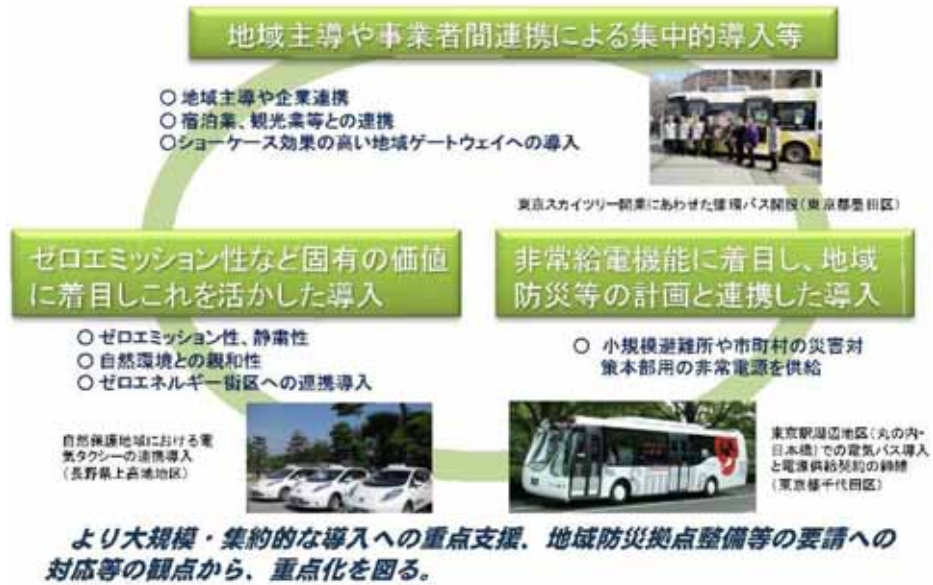 地域主導や事業者間連携による集中的導入等
○ 地域主導や企業連携
○ 宿泊業、観光業等との連携
○ショーケース効果の高い地域ゲートウェイへの導入
東京スカイツリー開業にあわせた循環バス開設(東京都墨田区)
ゼロエミッション性など固有の価値
に着目しこれを活かした導入
○ ゼロエミッション性、静粛性
○ 自然環境との親和性
○ ゼロエネルギー街区への連携導入
自然保護地域における電
気タクシーの連携導入
(長野県上高地地区)
非常給電機能に着目し、地域
防災等の計画と連携した導入
○ 小規模避難所や市町村の災害対
策本部用の非常電源を供給
東京駅周辺地区(丸の内・
日本橋)での電気バス導入
と電源供給契約の締結
(東京都千代田区)
より大規模・集約的な導入への重点支援、地域防災拠点整備等の要請への
対応等の観点から、重点化を図る。